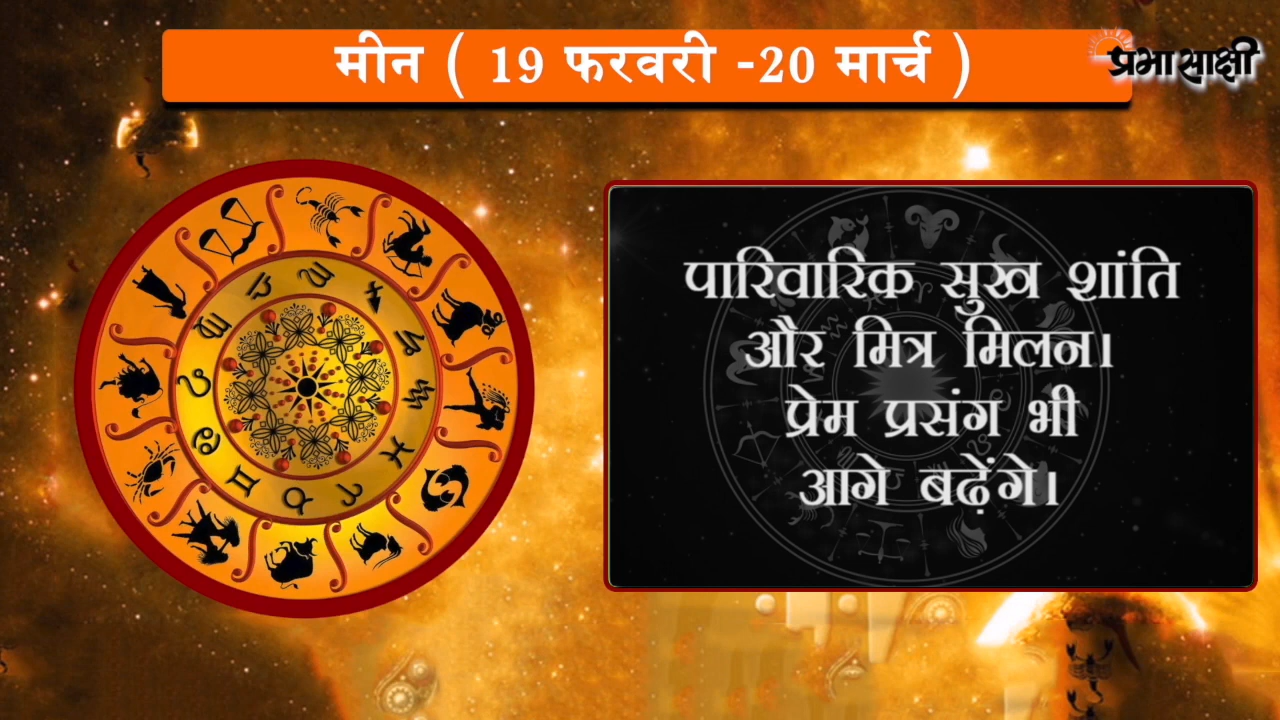 मीन ( 19 फरवरी -20 मार्च )
प्रभासाक्षी
पारिवारिक सुख शांति
और मित्र मिलन।
प्रेम प्रसंग भी
आगे बढ़ेंगे।